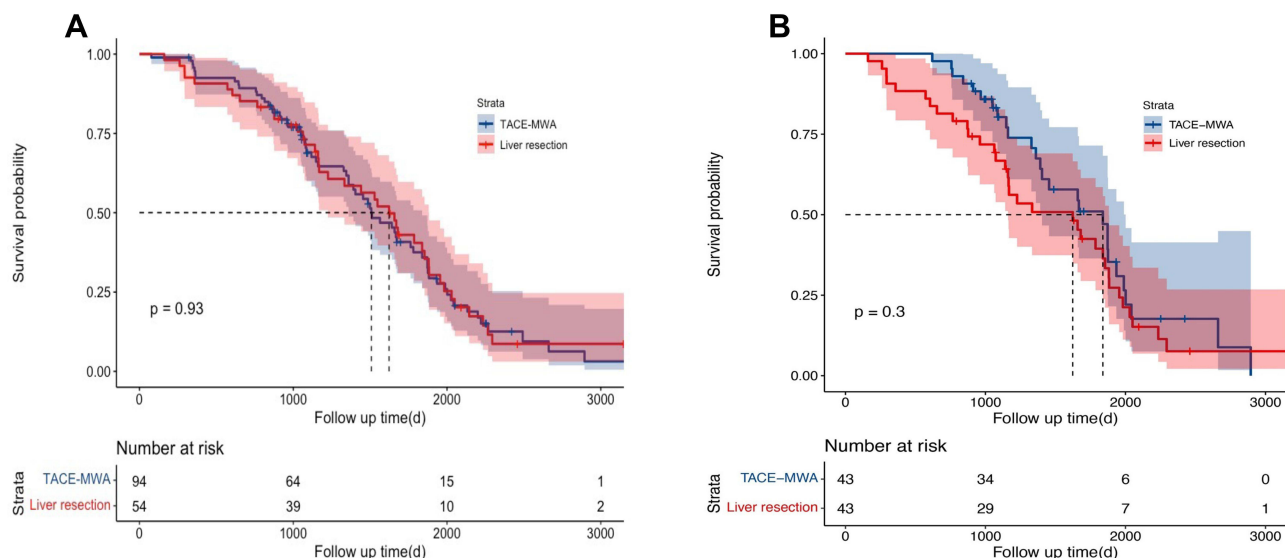 A
1.00
0.75
0.50
0.25
0.00
Survival probability
Strata
TACE-MWA
Liver resection
p = 0.93
0 1000 2000 3000
Follow up time(d)
Number at risk
Strata
TACE-MWA 94 64 15 1
Liver resection 54 39 10 2
0 1000 2000 3000
Follow up time(d)
B
1.00
0.75
0.50
0.25
0.00
Survival probability
Strata
TACE−MWA
Liver resection
p = 0.3
0 1000 2000 3000
Follow up time(d)
Number at risk
Strata
TACE−MWA 43 34 6 0
Liver resection 43 29 7 1
0 1000 2000 3000
Follow up time(d)